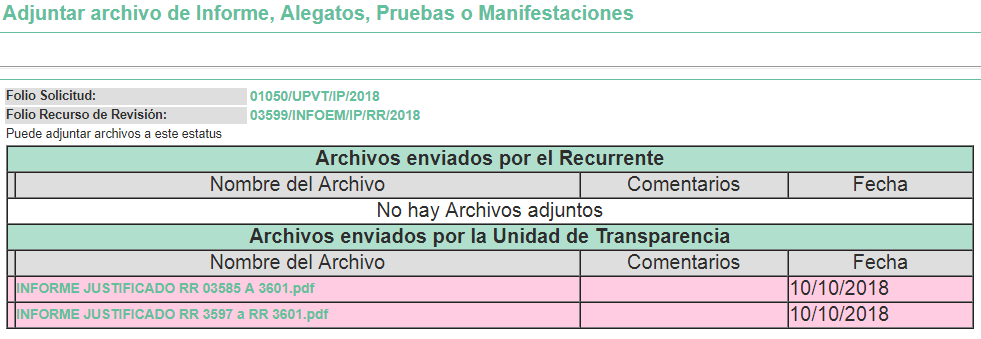 Adjuntar archivo de Informe, Alegatos, Pruebas o Manifestaciones
Folio Solicitud: 01050/UPVT/IP/2018
Folio Recurso de Revisión: 03599/INFOEM/IP/RR/2018
Puede adjuntar archivos a este estatus
Archivos enviados por el Recurrente
Nombre del Archivo Comentarios Fecha
No hay Archivos adjuntos
Archivos enviados por la Unidad de Transparencia
Nombre del Archivo Comentarios Fecha
INFORME JUSTIFICADO RR 03585 A 3601.pdf 10/10/2018
INFORME JUSTIFICADO RR 3597 a RR 3601.pdf 10/10/2018